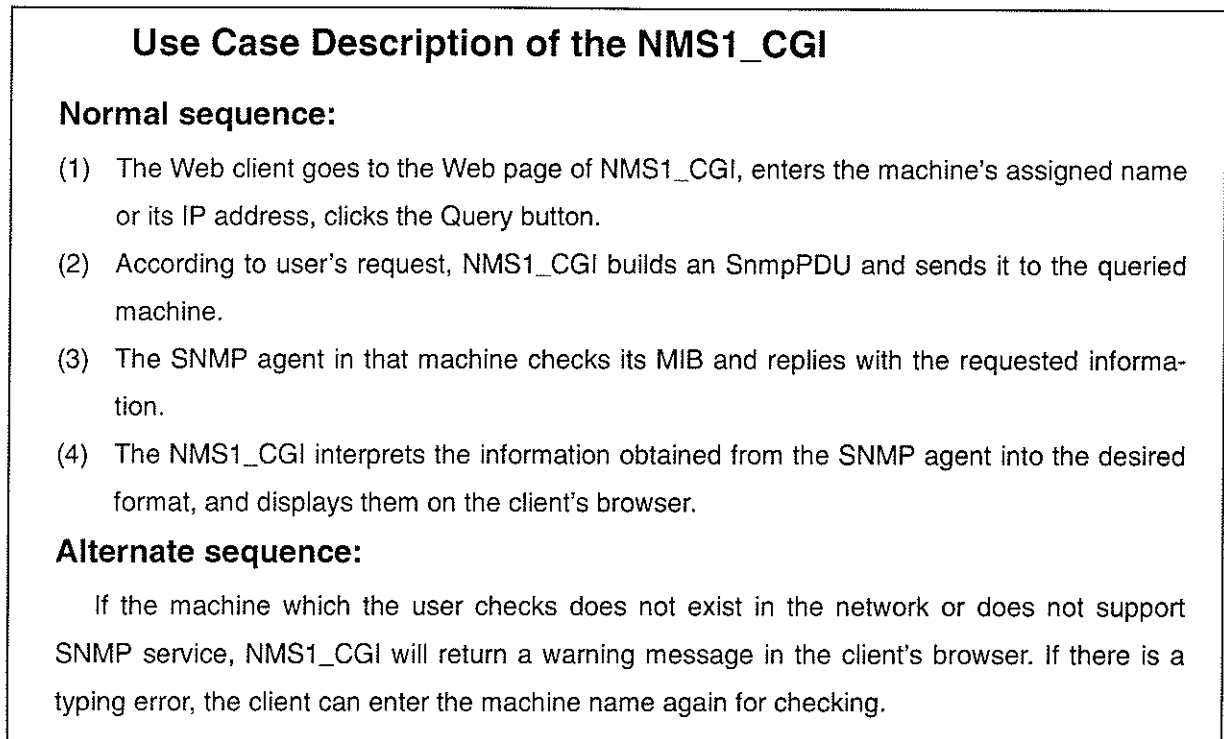 Use Case Description of the NMS1_CGI
Normal sequence:
(1) The Web client goes to the Web page of NMS1_CGI, enters the machine's assigned name
or its IP address, clicks the Query button.
(2) According to user's request, NMS1_CGI builds an SnmpPDU and sends it to the queried
machine.
(3) The SNMP agent in that machine checks its MIB and replies with the requested informa-
tion.
(4) The NMS1_CGI interprets the information obtained from the SNMP agent into the desired
format, and displays them on the client's browser.
Alternate sequence:
If the machine which the user checks does not exist in the network or does not support
SNMP service, NMS1_CGI will return a warning message in the client's browser. If there is a
typing error, the client can enter the machine name again for checking.